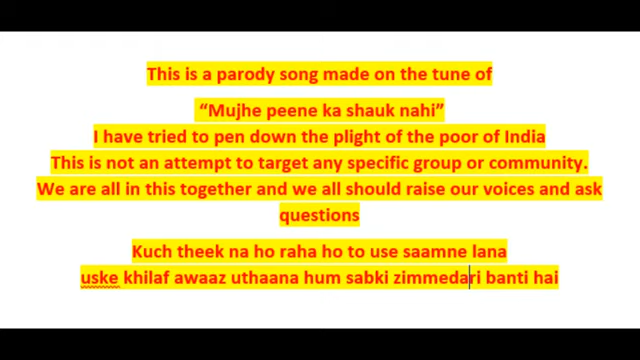 This is a parody song made on the tune of
“Mujhe peene ka shauk nahi”
I have tried to pen down the plight of the poor of India
This is not an attempt to target any specific group or community.
We are all in this together and we all should raise our voices and ask
questions
Kuch theek na ho raha ho to use saamne lana
uske khilaf awaaz uthaana hum sabki zimmedari banti hai